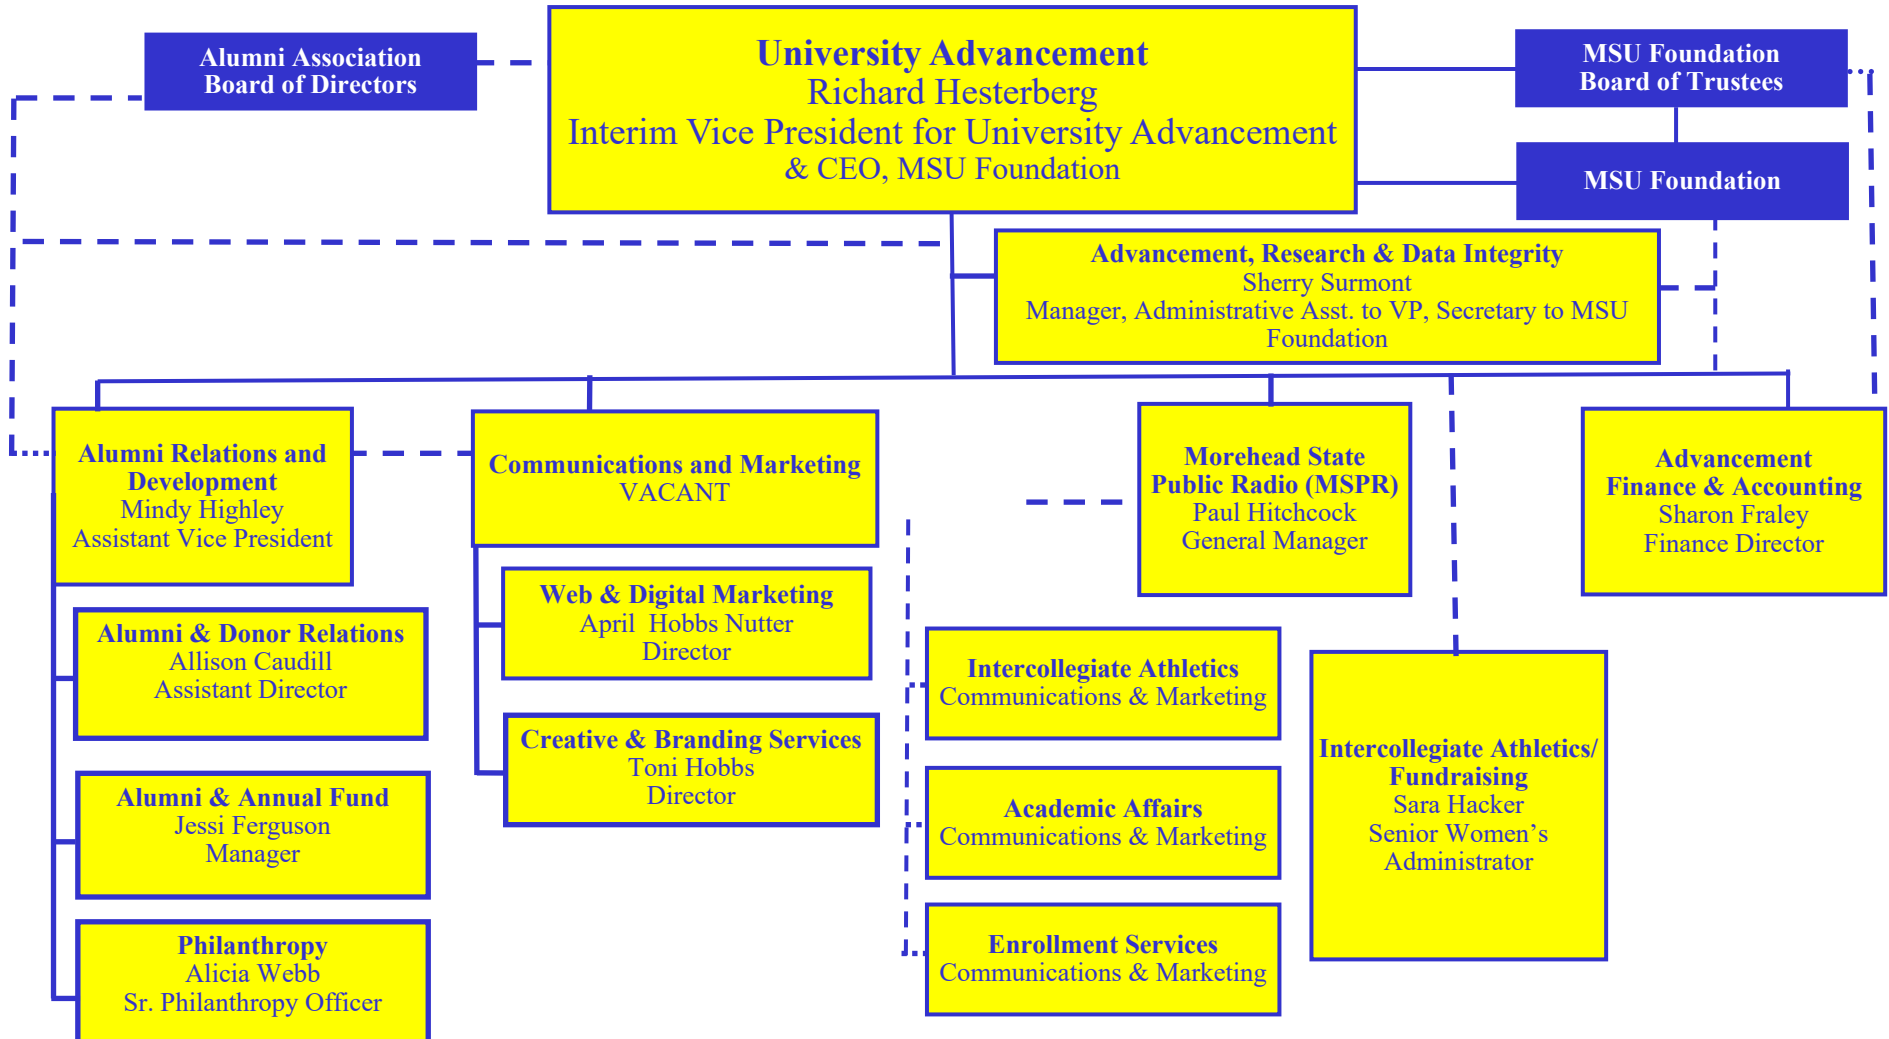 University Advancement
Richard Hesterberg
Interim Vice President for University Advancement
& CEO, MSU Foundation
Alumni Association
Board of Directors
MSU Foundation
Board of Trustees
MSU Foundation
Advancement, Research & Data Integrity
Sherry Surmont
Manager, Administrative Asst. to VP, Secretary to MSU
Foundation
Alumni Relations and
Development
Mindy Highley
Assistant Vice President
Communications and Marketing
VACANT
Morehead State
Public Radio (MSPR)
Paul Hitchcock
General Manager
Advancement
Finance & Accounting
Sharon Fraley
Finance Director
Alumni & Donor Relations
Allison Caudill
Assistant Director
Alumni & Annual Fund
Jessi Ferguson
Manager
Philanthropy
Alicia Webb
Sr. Philanthropy Officer
Web & Digital Marketing
April  Hobbs Nutter
Director
Creative & Branding Services
Toni Hobbs
Director
Intercollegiate Athletics
Communications & Marketing
Academic Affairs
Communications & Marketing
Enrollment Services
Communications & Marketing
Intercollegiate Athletics/
Fundraising
Sara Hacker
Senior Women’s
Administrator